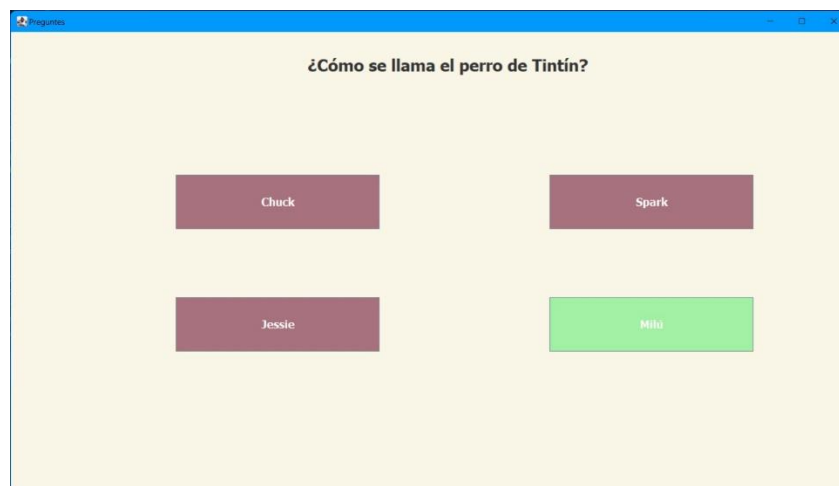 Preguntes
¿Cómo se llama el perro de Tintín?
Chuck
Spark
Jessie
Milú